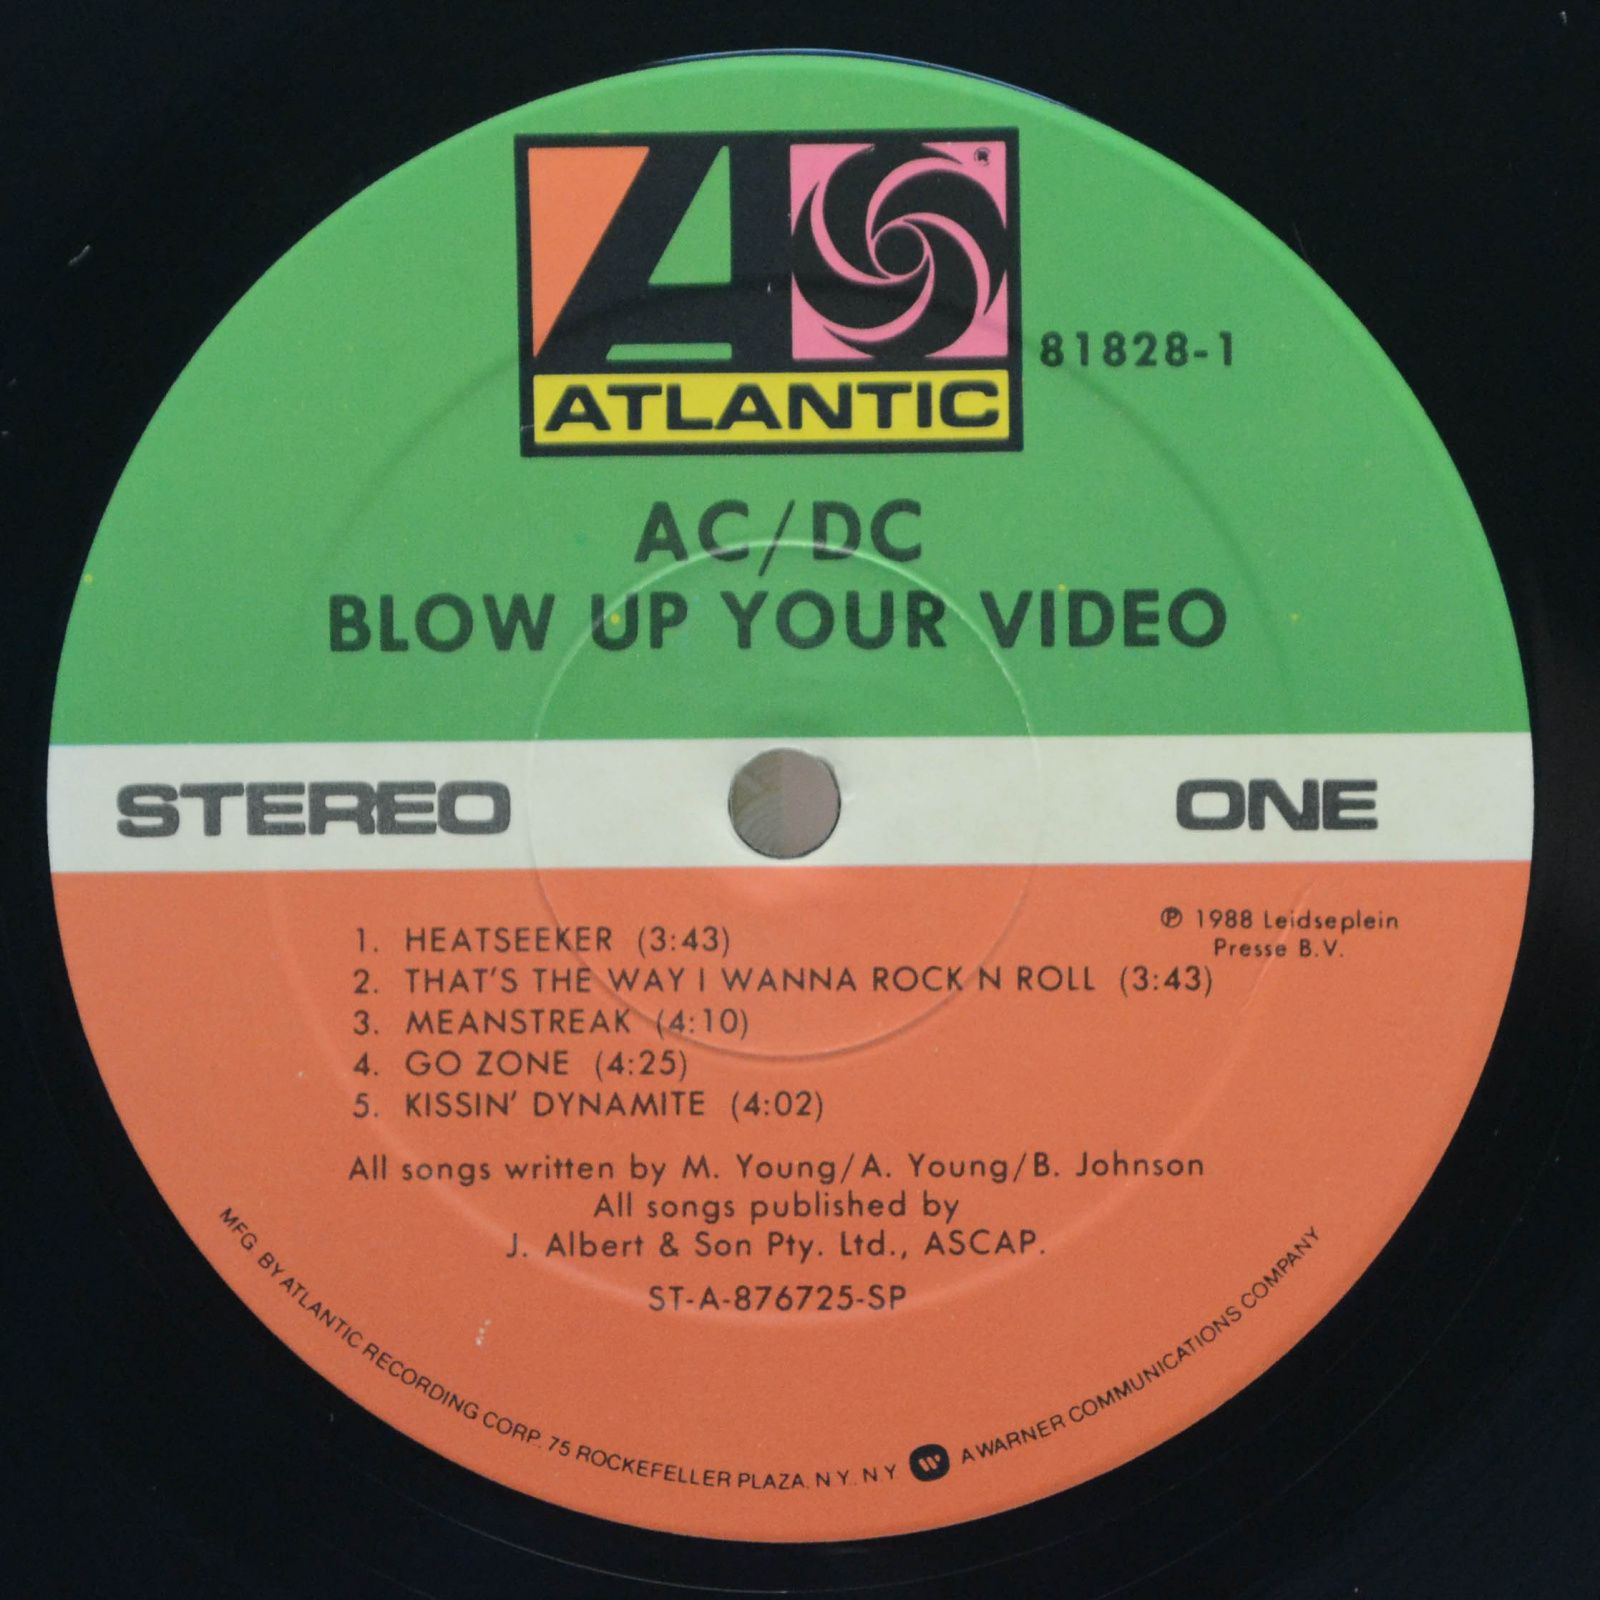 ®
ATLANTIC
81828-1
AC/DC
BLOW UP YOUR VIDEO
STEREO
ONE
℗ 1988 Leidseplein
Presse B.V.
1. HEATSEEKER (3:43)
2. THAT'S THE WAY I WANNA ROCK N ROLL (3:43)
3. MEANSTREAK (4:10)
4. GO ZONE (4:25)
5. KISSIN' DYNAMITE (4:02)
All songs written by M. Young/A. Young/B. Johnson
All songs published by
J. Albert & Son Pty. Ltd., ASCAP.
ST-A-876725-SP
MFG. BY ATLANTIC RECORDING CORP. 75 ROCKEFELLER PLAZA, N.Y. N.Y. A WARNER COMMUNICATIONS COMPANY